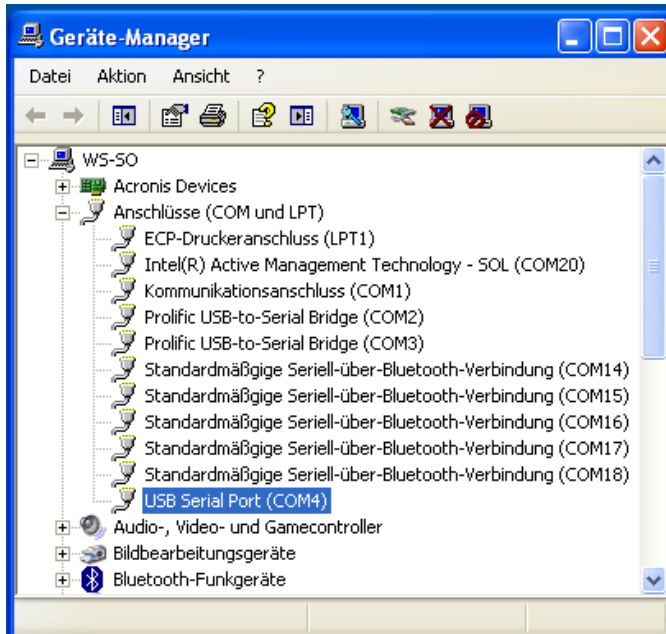 Geräte-Manager
Datei Aktion Ansicht ?
WS-SO
Acronis Devices
Anschlüsse (COM und LPT)
ECP-Druckeranschluss (LPT1)
Intel(R) Active Management Technology - SOL (COM20)
Kommunikationsanschluss (COM1)
Prolific USB-to-Serial Bridge (COM2)
Prolific USB-to-Serial Bridge (COM3)
Standardmäßgige Seriell-über-Bluetooth-Verbindung (COM14)
Standardmäßgige Seriell-über-Bluetooth-Verbindung (COM15)
Standardmäßgige Seriell-über-Bluetooth-Verbindung (COM16)
Standardmäßgige Seriell-über-Bluetooth-Verbindung (COM17)
Standardmäßgige Seriell-über-Bluetooth-Verbindung (COM18)
USB Serial Port (COM4)
Audio-, Video- und Gamecontroller
Bildbearbeitungsgeräte
Bluetooth-Funkgeräte